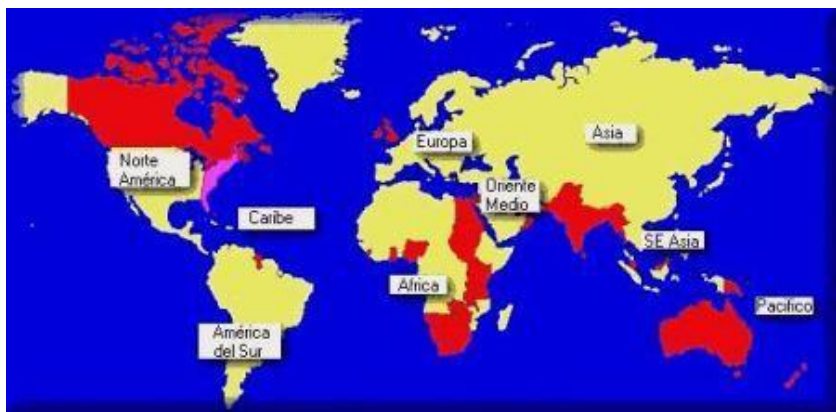 Europa
Asia
Norte
América
Oriente
Medio
Caribe
SE Asia
Africa
Pacifico
América
del Sur